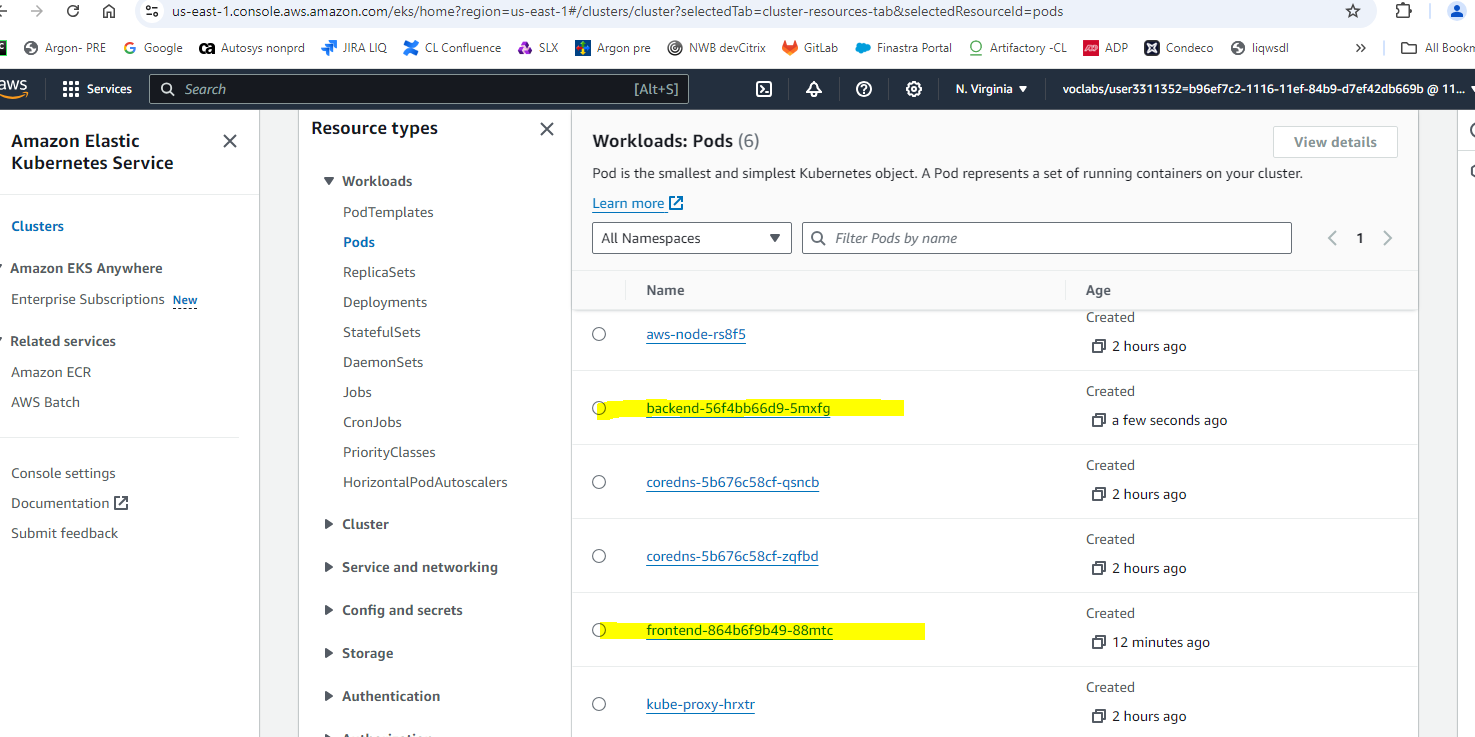 us-east-1.console.aws.amazon.com/eks/home?region=us-east-1#/clusters/cluster?selectedTab=cluster-resources-tab&selectedResourceId=pods
Argon- PRE Google Autosys nonprd JIRA LIQ CL Confluence SLX Argon pre NWB devCitrix GitLab Finastra Portal Artifactory -CL ADP Condeco liqwsdl » All Bookm
aws Services Search [Alt+S] N. Virginia voclabs/user3311352=b96ef7c2-1116-11ef-84b9-d7ef42db669b @ 11...
Amazon Elastic
Kubernetes Service
Clusters
Amazon EKS Anywhere
Enterprise Subscriptions New
Related services
Amazon ECR
AWS Batch
Console settings
Documentation
Submit feedback
Resource types
Workloads
PodTemplates
Pods
ReplicaSets
Deployments
StatefulSets
DaemonSets
Jobs
CronJobs
PriorityClasses
HorizontalPodAutoscalers
Cluster
Service and networking
Config and secrets
Storage
Authentication
Workloads: Pods (6)
View details
Pod is the smallest and simplest Kubernetes object. A Pod represents a set of running containers on your cluster.
Learn more
All Namespaces Filter Pods by name 1
Name Age
Created
aws-node-rs8f5
2 hours ago
Created
backend-56f4bb66d9-5mxfg
a few seconds ago
Created
coredns-5b676c58cf-qsncb
2 hours ago
Created
coredns-5b676c58cf-zqfbd
2 hours ago
Created
frontend-864b6f9b49-88mtc
12 minutes ago
Created
kube-proxy-hrxtr
2 hours ago